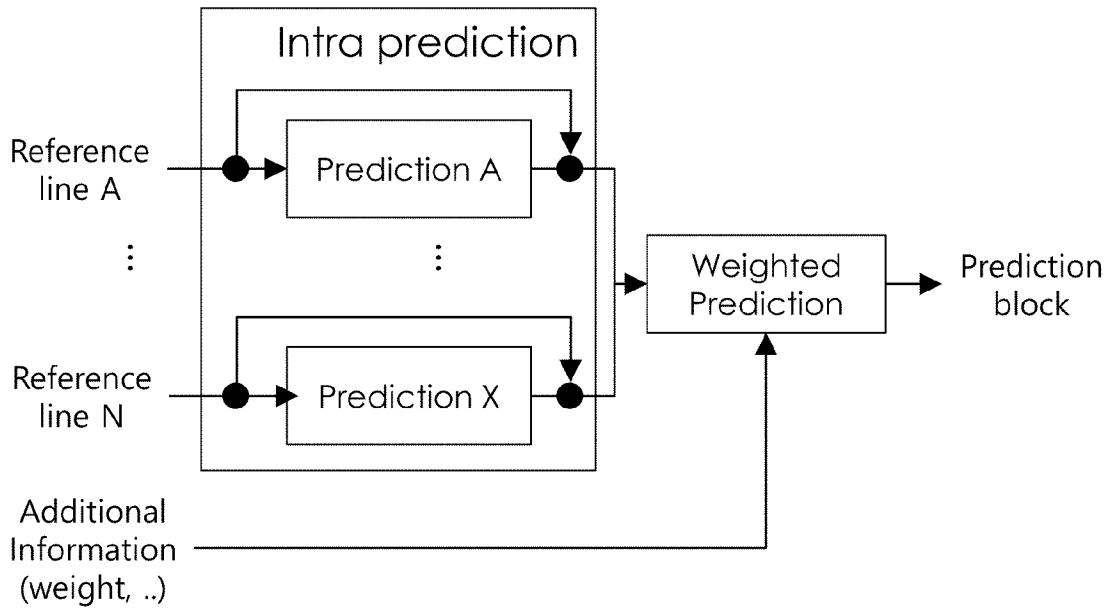 Intra prediction
Reference
line A
Prediction A
⋮
⋮
Weighted
Prediction
Prediction
block
Reference
line N
Prediction X
Additional
Information
(weight, ..)